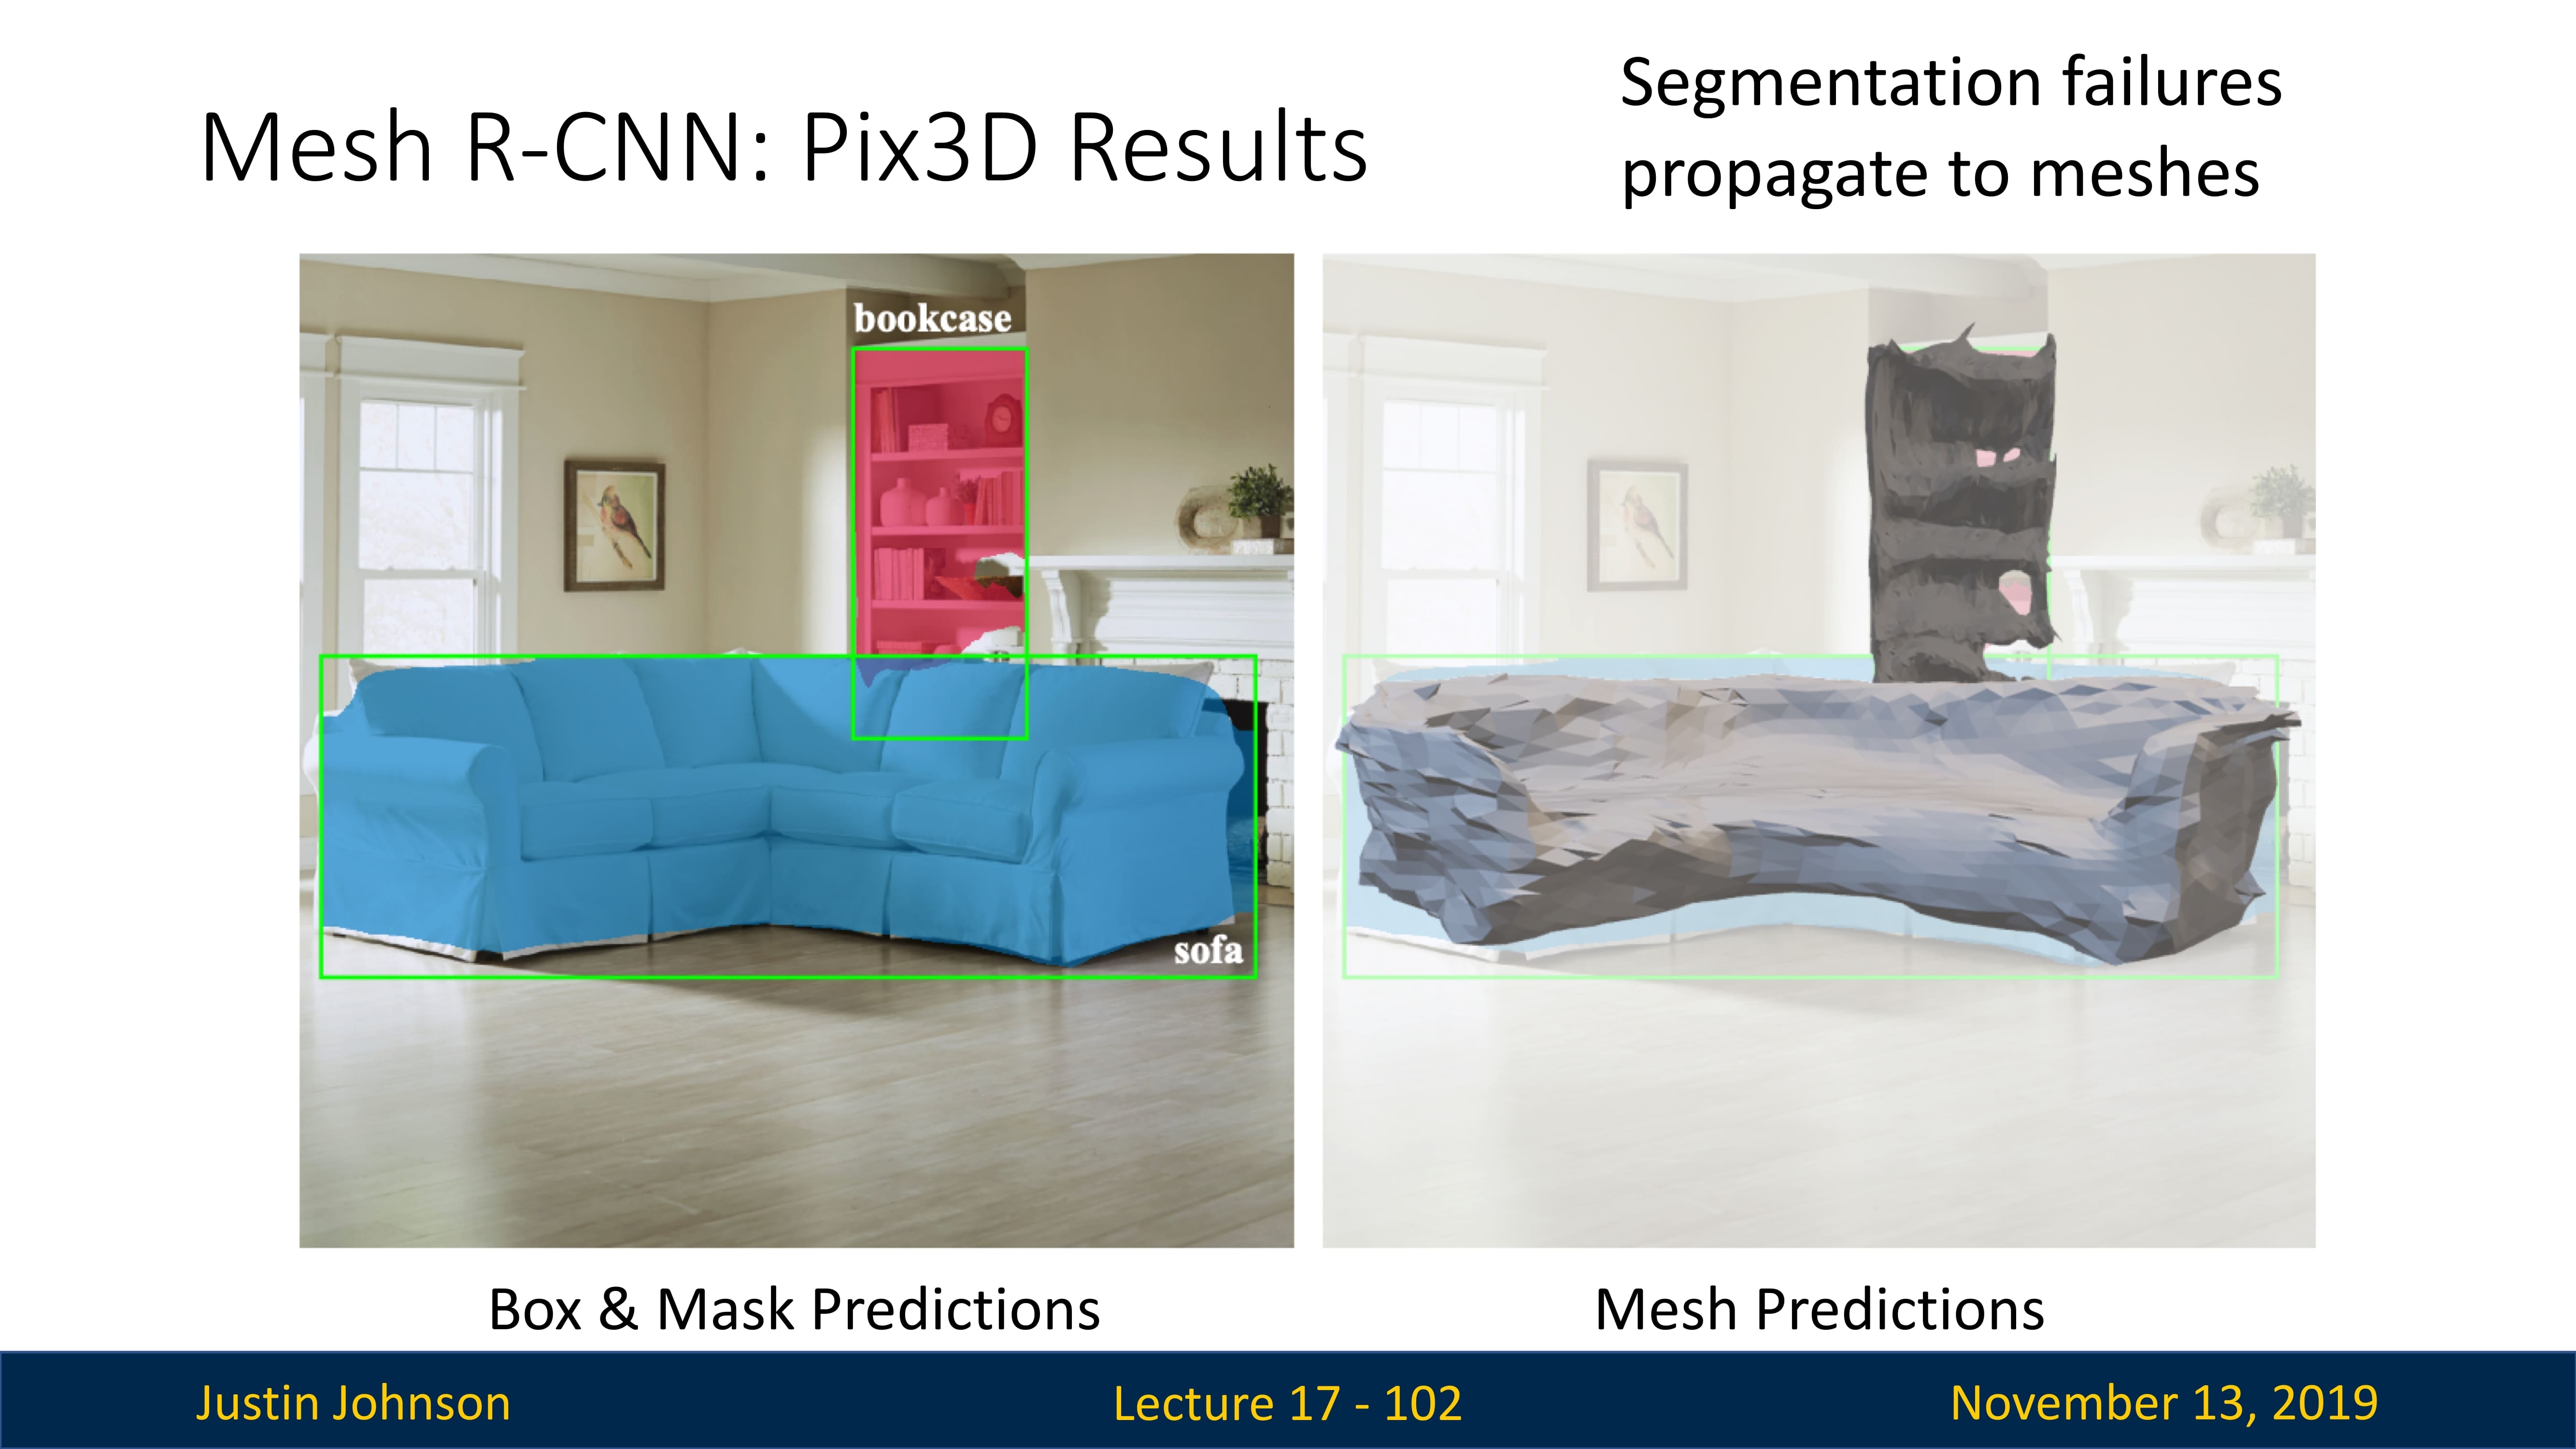 Mesh R-CNN: Pix3D Results
Segmentation failures
propagate to meshes
bookcase
sofa
Box & Mask Predictions
Mesh Predictions
Justin Johnson
Lecture 17 - 102
November 13, 2019